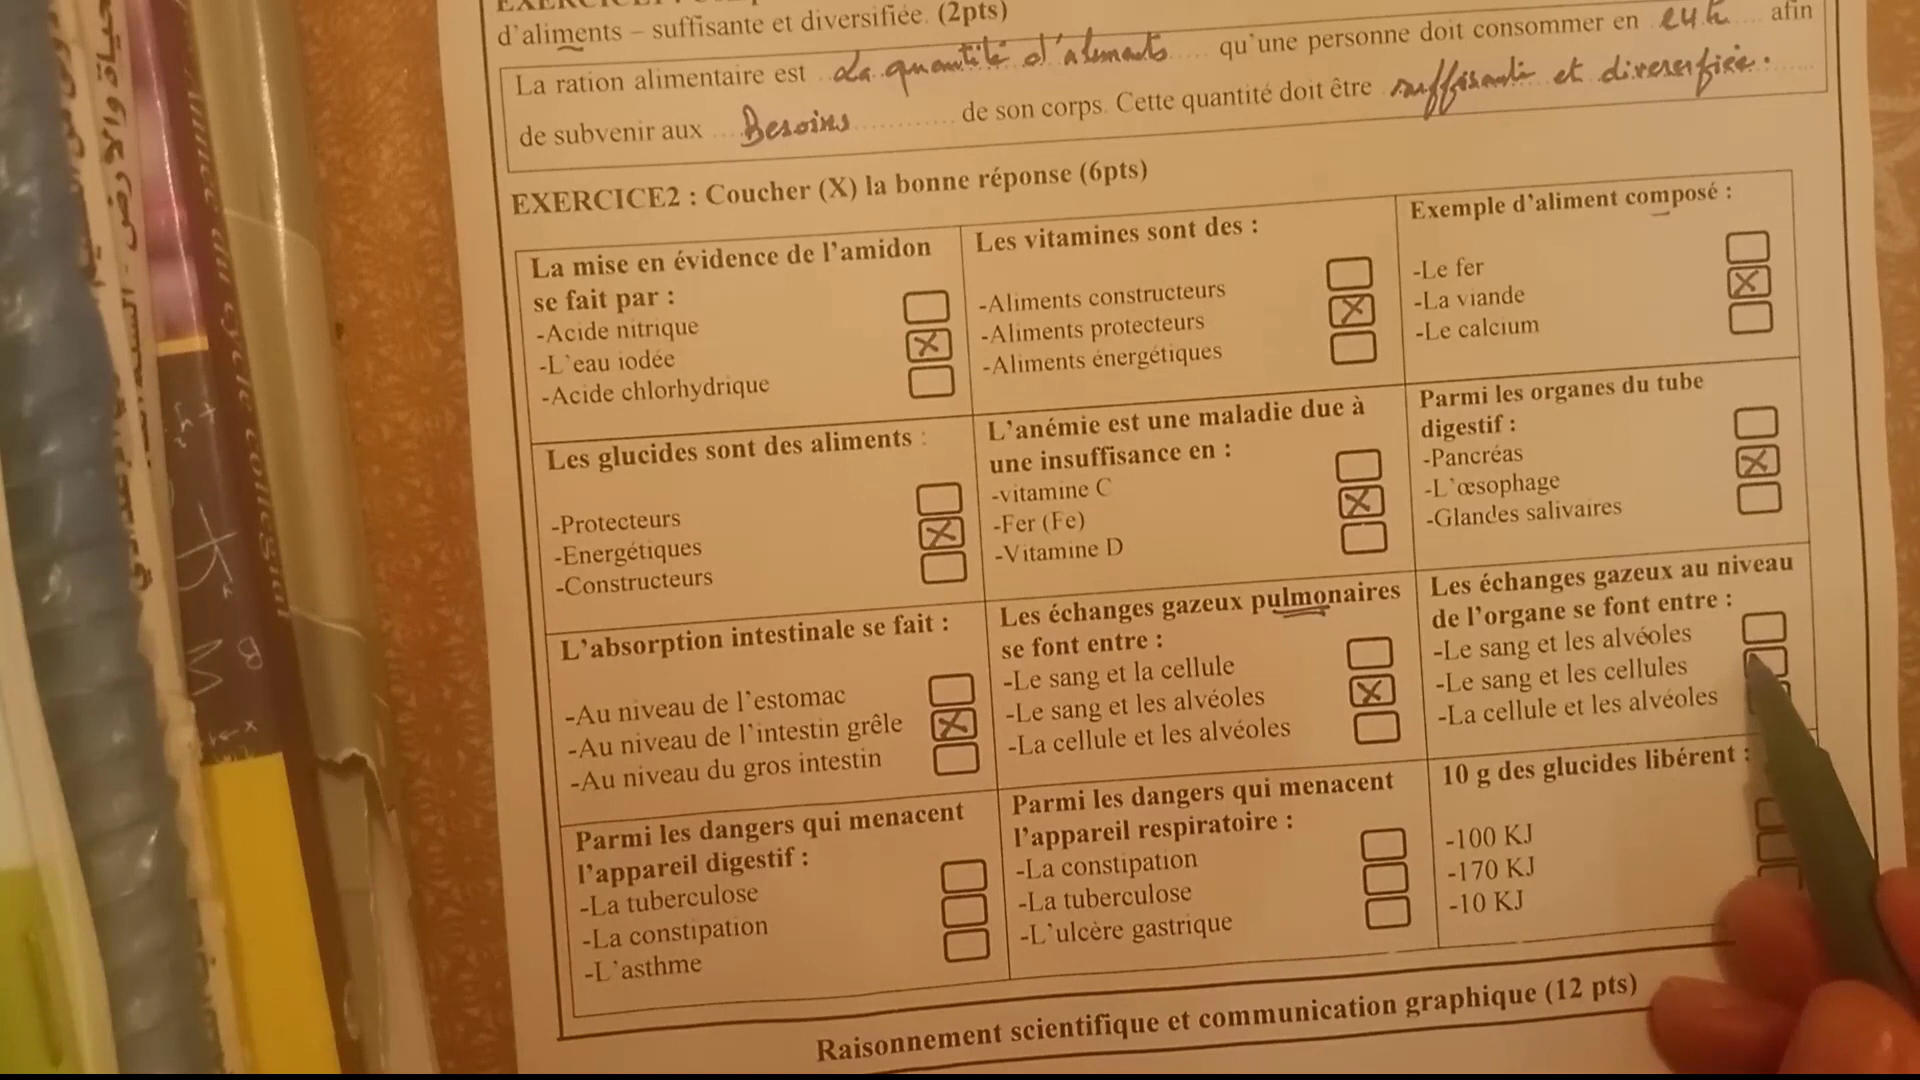 d'aliments – suffisante et diversifiée. (2pts)
La ration alimentaire est La quantité d'aliments qu'une personne doit consommer en 24h afin
de subvenir aux Besoins de son corps. Cette quantité doit être suffisante et diversifiée.
EXERCICE2 : Coucher (X) la bonne réponse (6pts)
La mise en évidence de l'amidon
se fait par :
-Acide nitrique
-L'eau iodée X
-Acide chlorhydrique
Les vitamines sont des :
-Aliments constructeurs
-Aliments protecteurs X
-Aliments énergétiques
Exemple d'aliment composé :
-Le fer
-La viande X
-Le calcium
Les glucides sont des aliments :
-Protecteurs
-Energétiques X
-Constructeurs
L'anémie est une maladie due à
une insuffisance en :
-vitamine C
-Fer (Fe) X
-Vitamine D
Parmi les organes du tube
digestif :
-Pancréas
-L'œsophage X
-Glandes salivaires
L'absorption intestinale se fait :
-Au niveau de l'estomac
-Au niveau de l'intestin grêle X
-Au niveau du gros intestin
Les échanges gazeux pulmonaires
se font entre :
-Le sang et la cellule
-Le sang et les alvéoles X
-La cellule et les alvéoles
Les échanges gazeux au niveau
de l'organe se font entre :
-Le sang et les alvéoles
-Le sang et les cellules
-La cellule et les alvéoles
Parmi les dangers qui menacent
l'appareil digestif :
-La tuberculose
-La constipation
-L'asthme
Parmi les dangers qui menacent
l'appareil respiratoire :
-La constipation
-La tuberculose
-L'ulcère gastrique
10 g des glucides libérent :
-100 KJ
-170 KJ
-10 KJ
Raisonnement scientifique et communication graphique (12 pts)